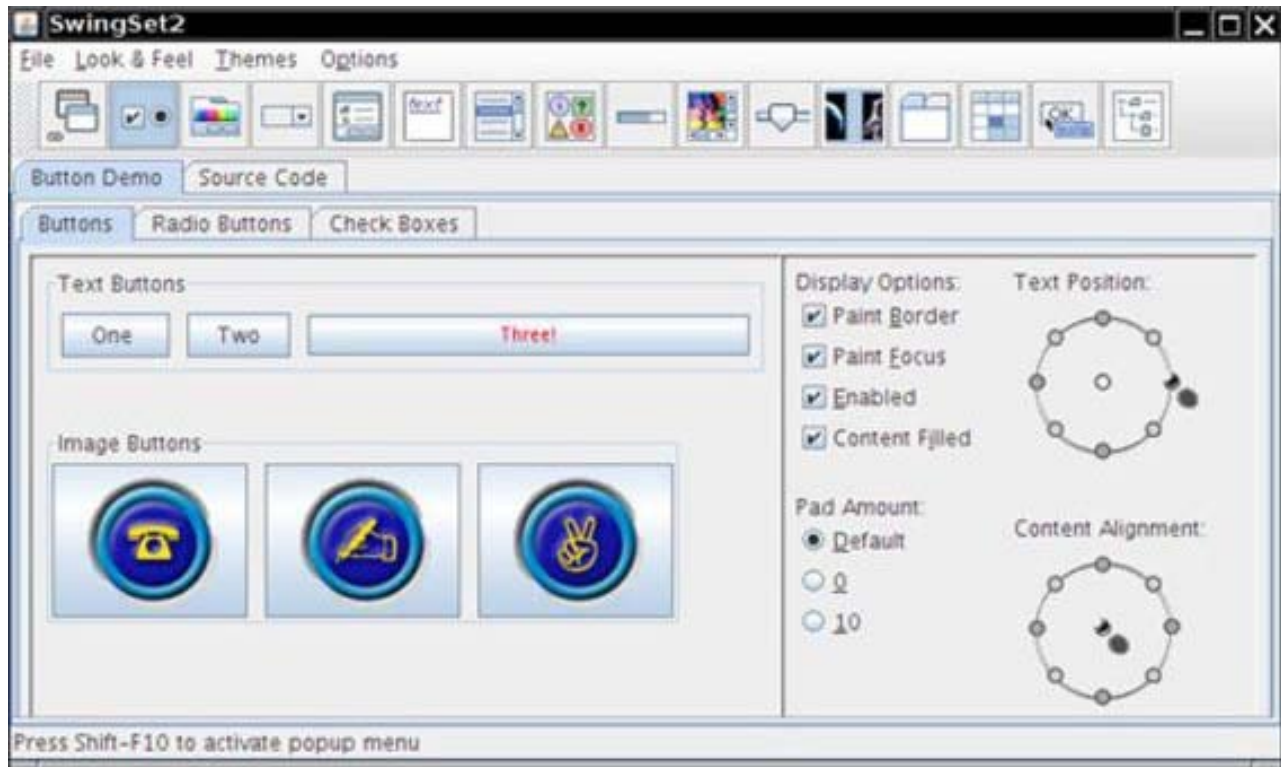 SwingSet2
File Look & Feel Themes Options
text
OK
Button Demo Source Code
Buttons Radio Buttons Check Boxes
Text Buttons
One Two Three!
Image Buttons
Display Options:
Paint Border
Paint Focus
Enabled
Content Filled
Text Position:
Pad Amount:
Default
0
10
Content Alignment:
Press Shift-F10 to activate popup menu